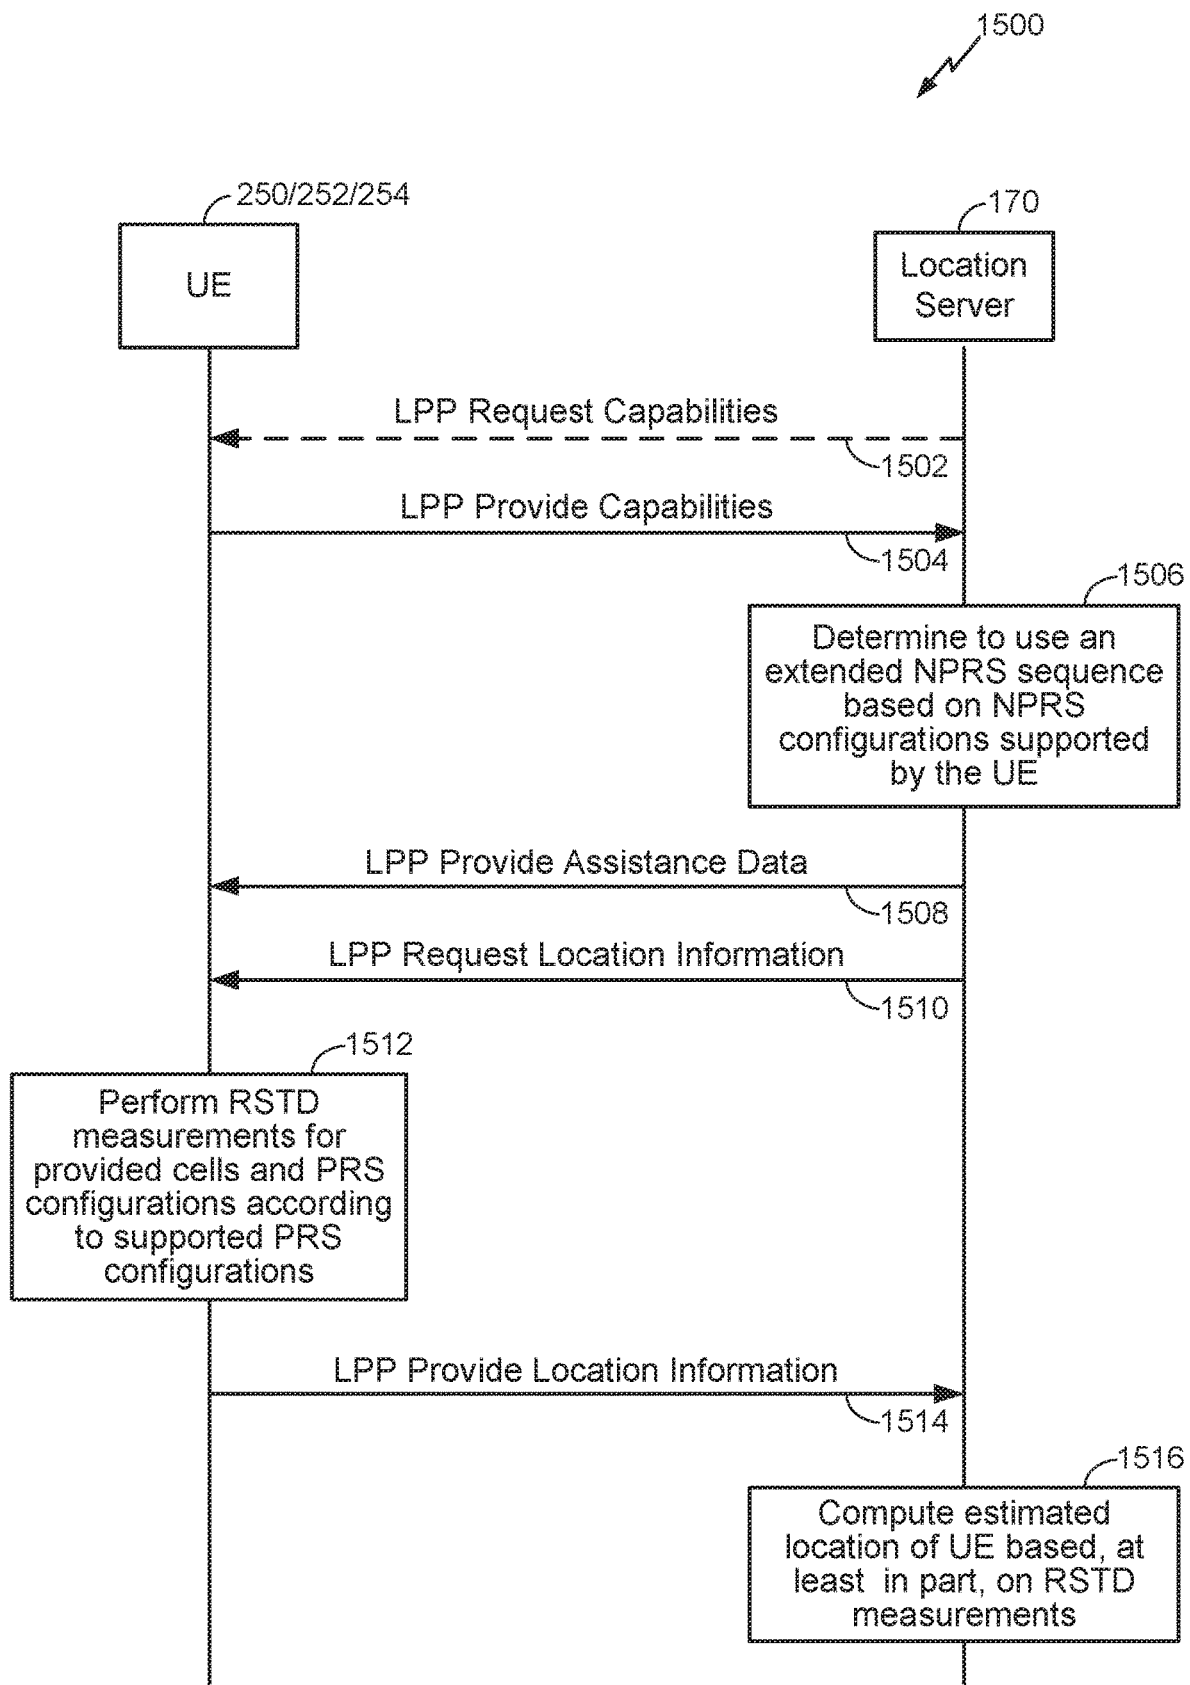 1500
250/252/254
170
UE
Location
Server
LPP Request Capabilities
1502
LPP Provide Capabilities
1504
1506
Determine to use an
extended NPRS sequence
based on NPRS
configurations supported
by the UE
LPP Provide Assistance Data
1508
LPP Request Location Information
1510
1512
Perform RSTD
measurements for
provided cells and PRS
configurations according
to supported PRS
configurations
LPP Provide Location Information
1514
1516
Compute estimated
location of UE based, at
least in part, on RSTD
measurements